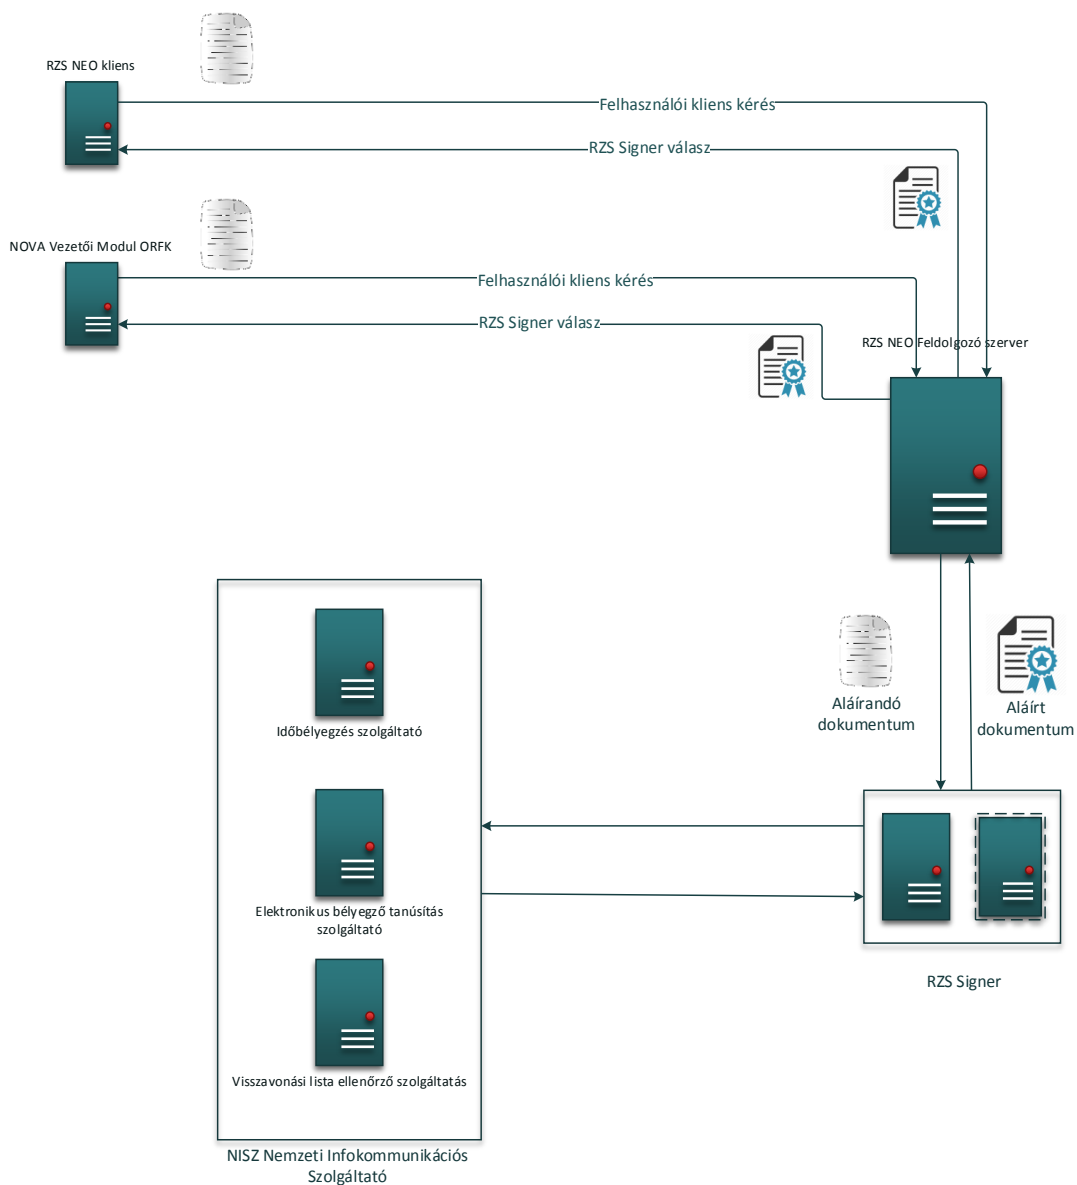 RZS NEO kliens
Felhasználói kliens kérés
RZS Signer válasz
NOVA Vezetői Modul ORFK
Felhasználói kliens kérés
RZS Signer válasz
RZS NEO Feldolgozó szerver
Időbélyegzés szolgáltató
Elektronikus bélyegző tanúsítás
szolgáltató
Visszavonási lista ellenőrző szolgáltatás
NISZ Nemzeti Infokommunikációs
Szolgáltató
Aláírandó
dokumentum
Aláírt
dokumentum
RZS Signer